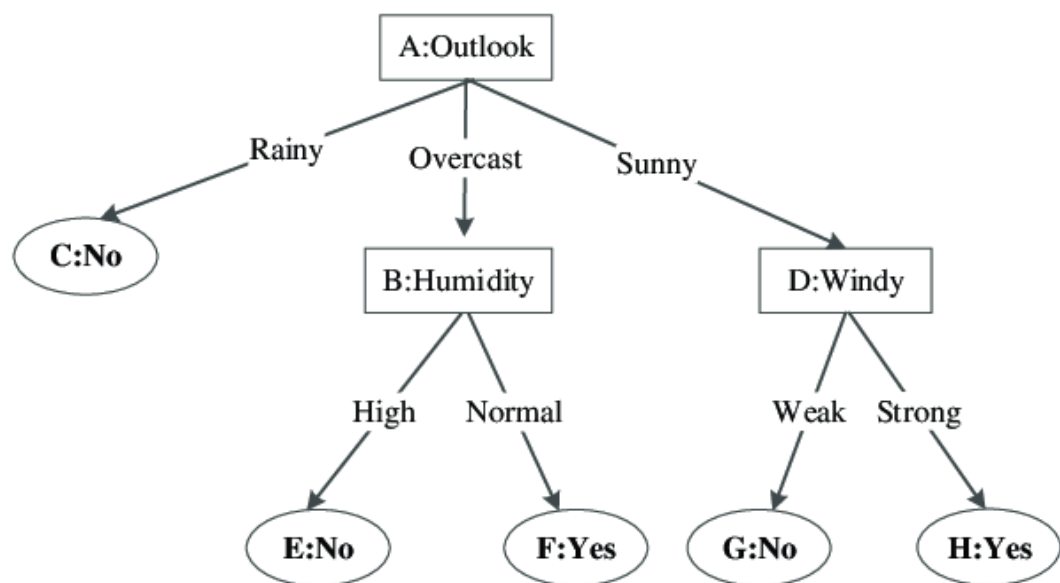 A:Outlook
Rainy
Overcast
Sunny
C:No
B:Humidity
D:Windy
High
Normal
Weak
Strong
E:No
F:Yes
G:No
H:Yes